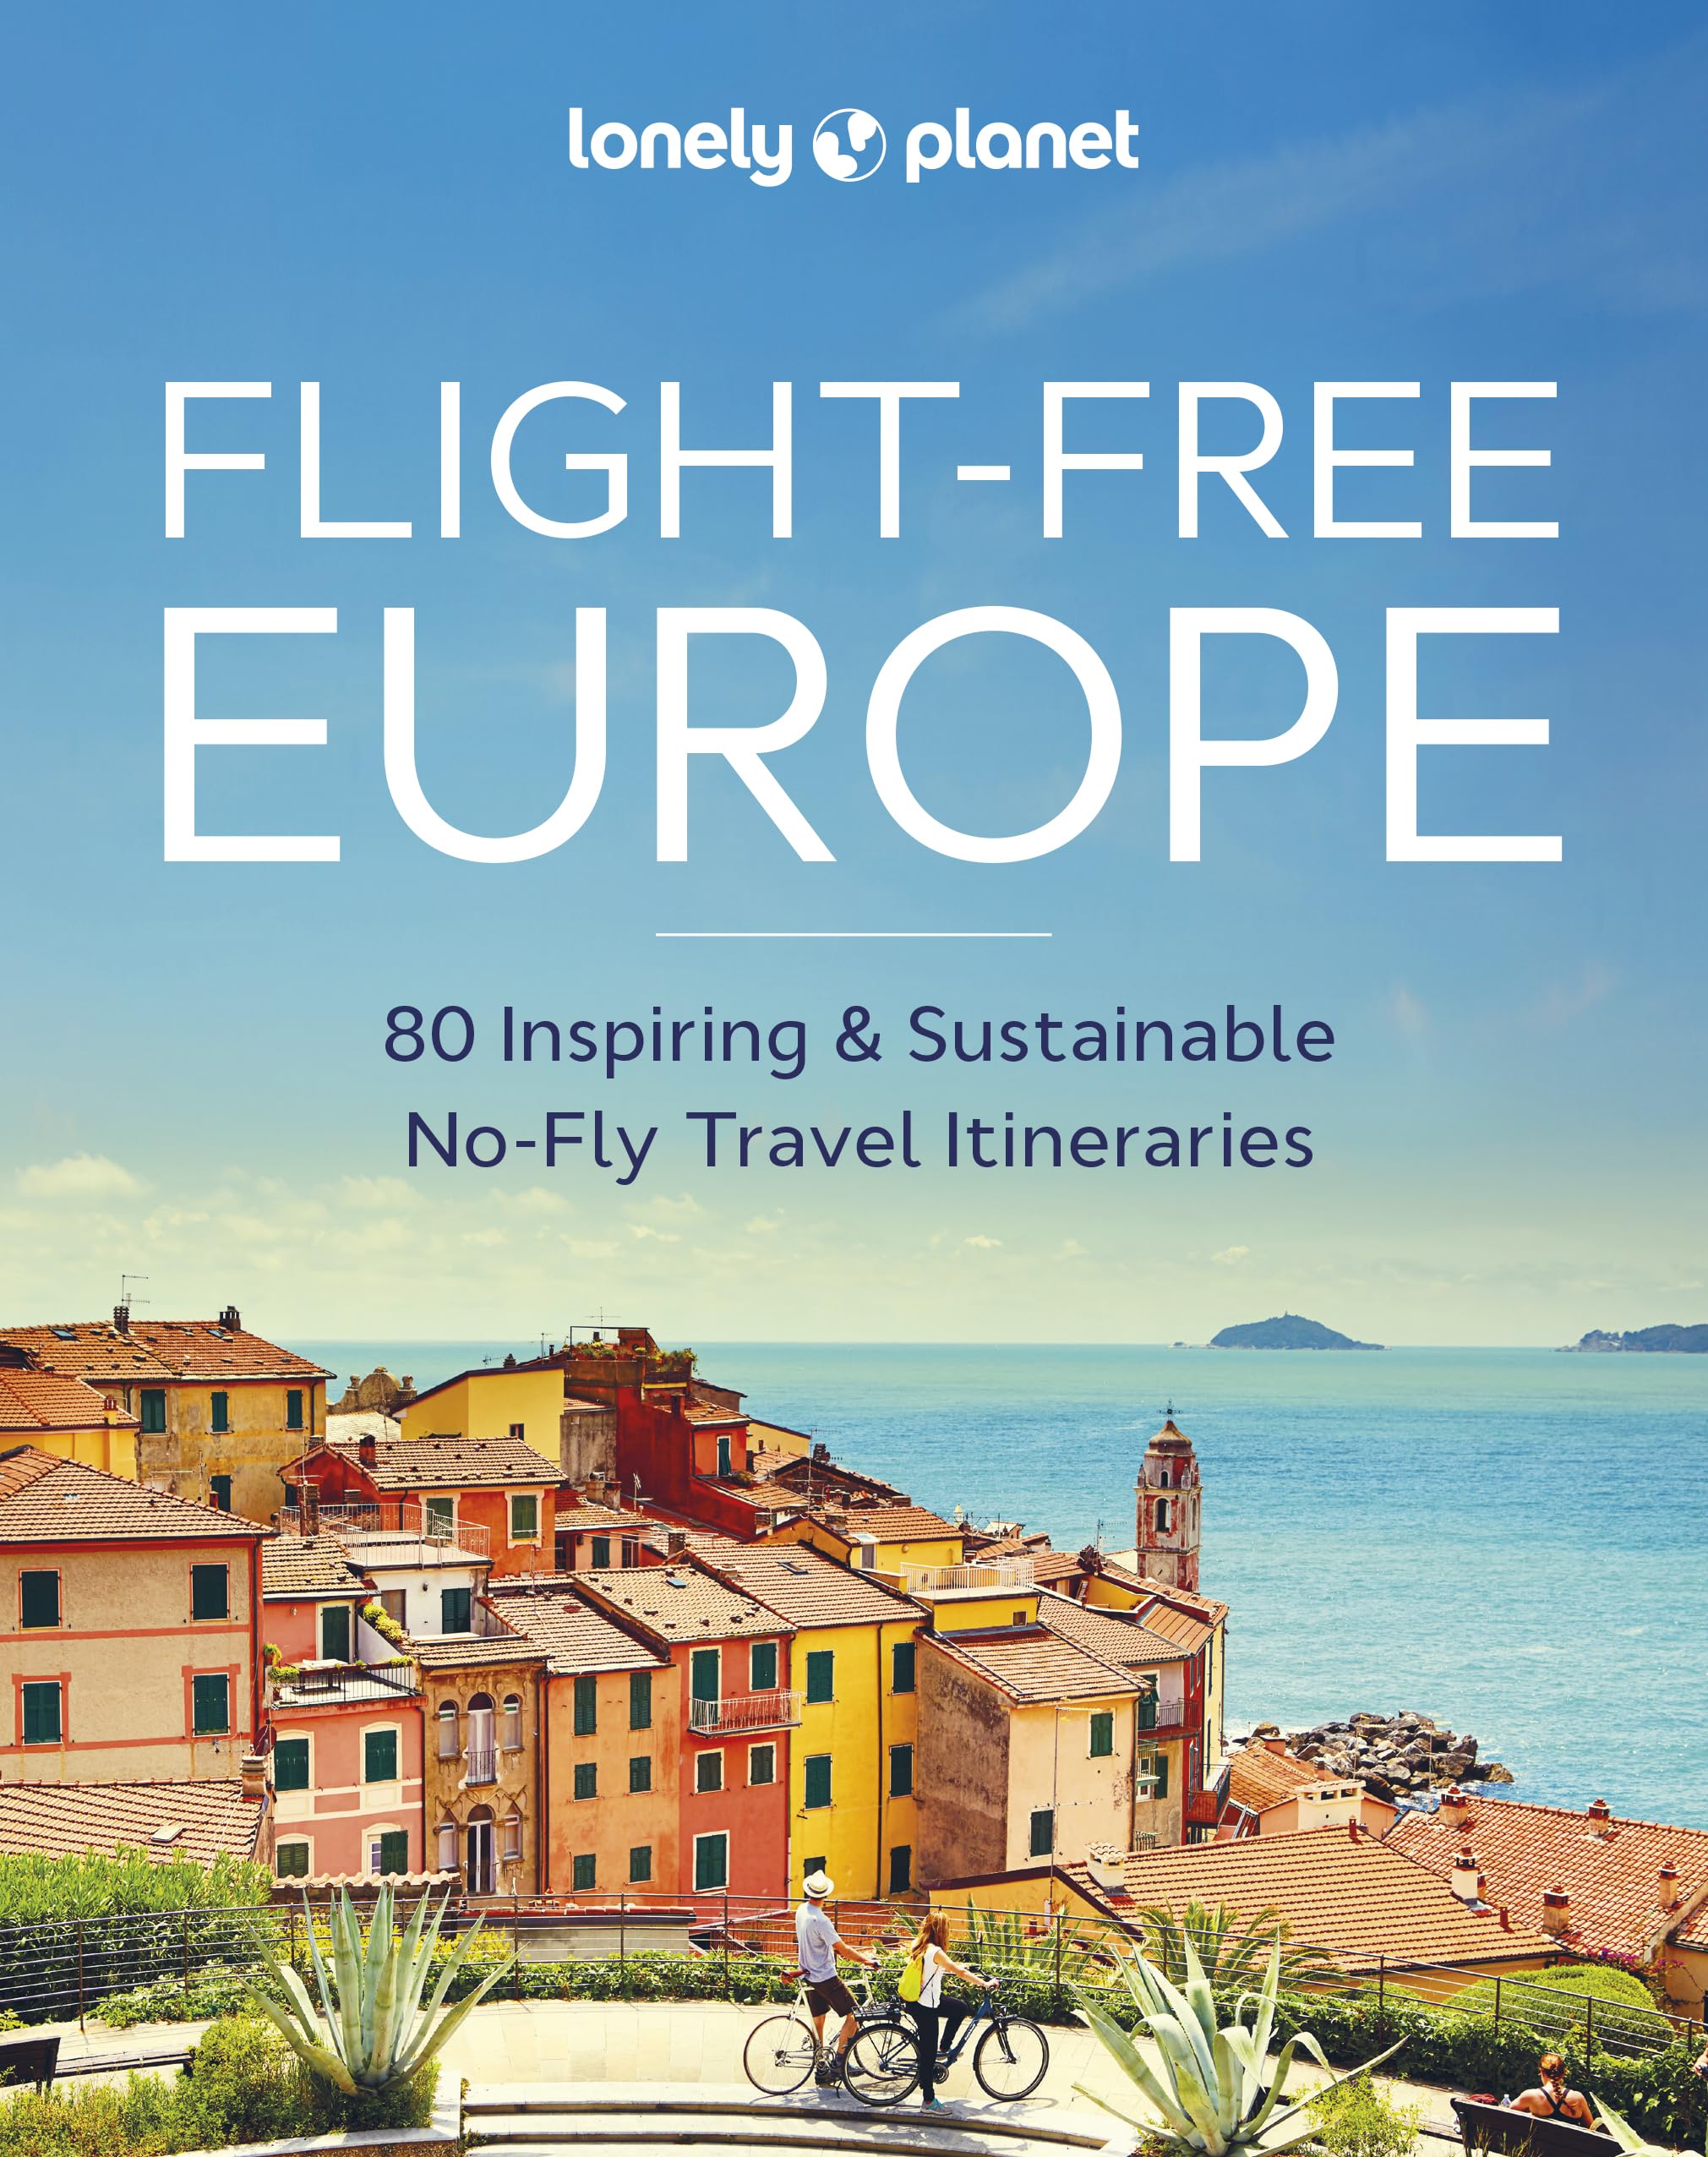 lonely planet
FLIGHT-FREE
EUROPE
80 Inspiring & Sustainable
No-Fly Travel Itineraries